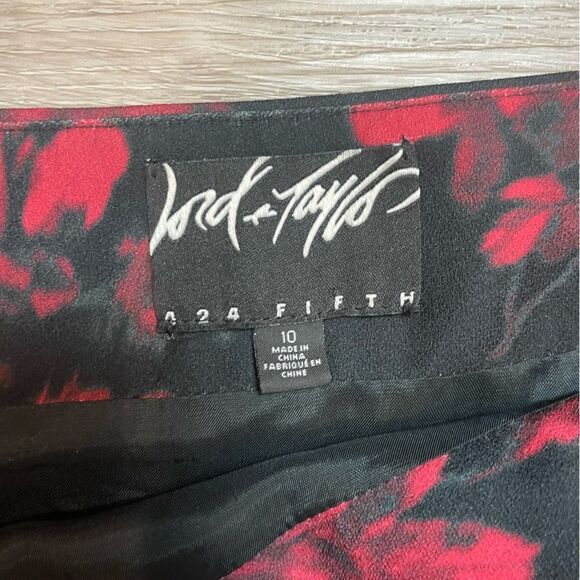 Lord + Taylor
424 FIFTH
10
MADE IN
CHINA
FABRIQUÉ EN
CHINE